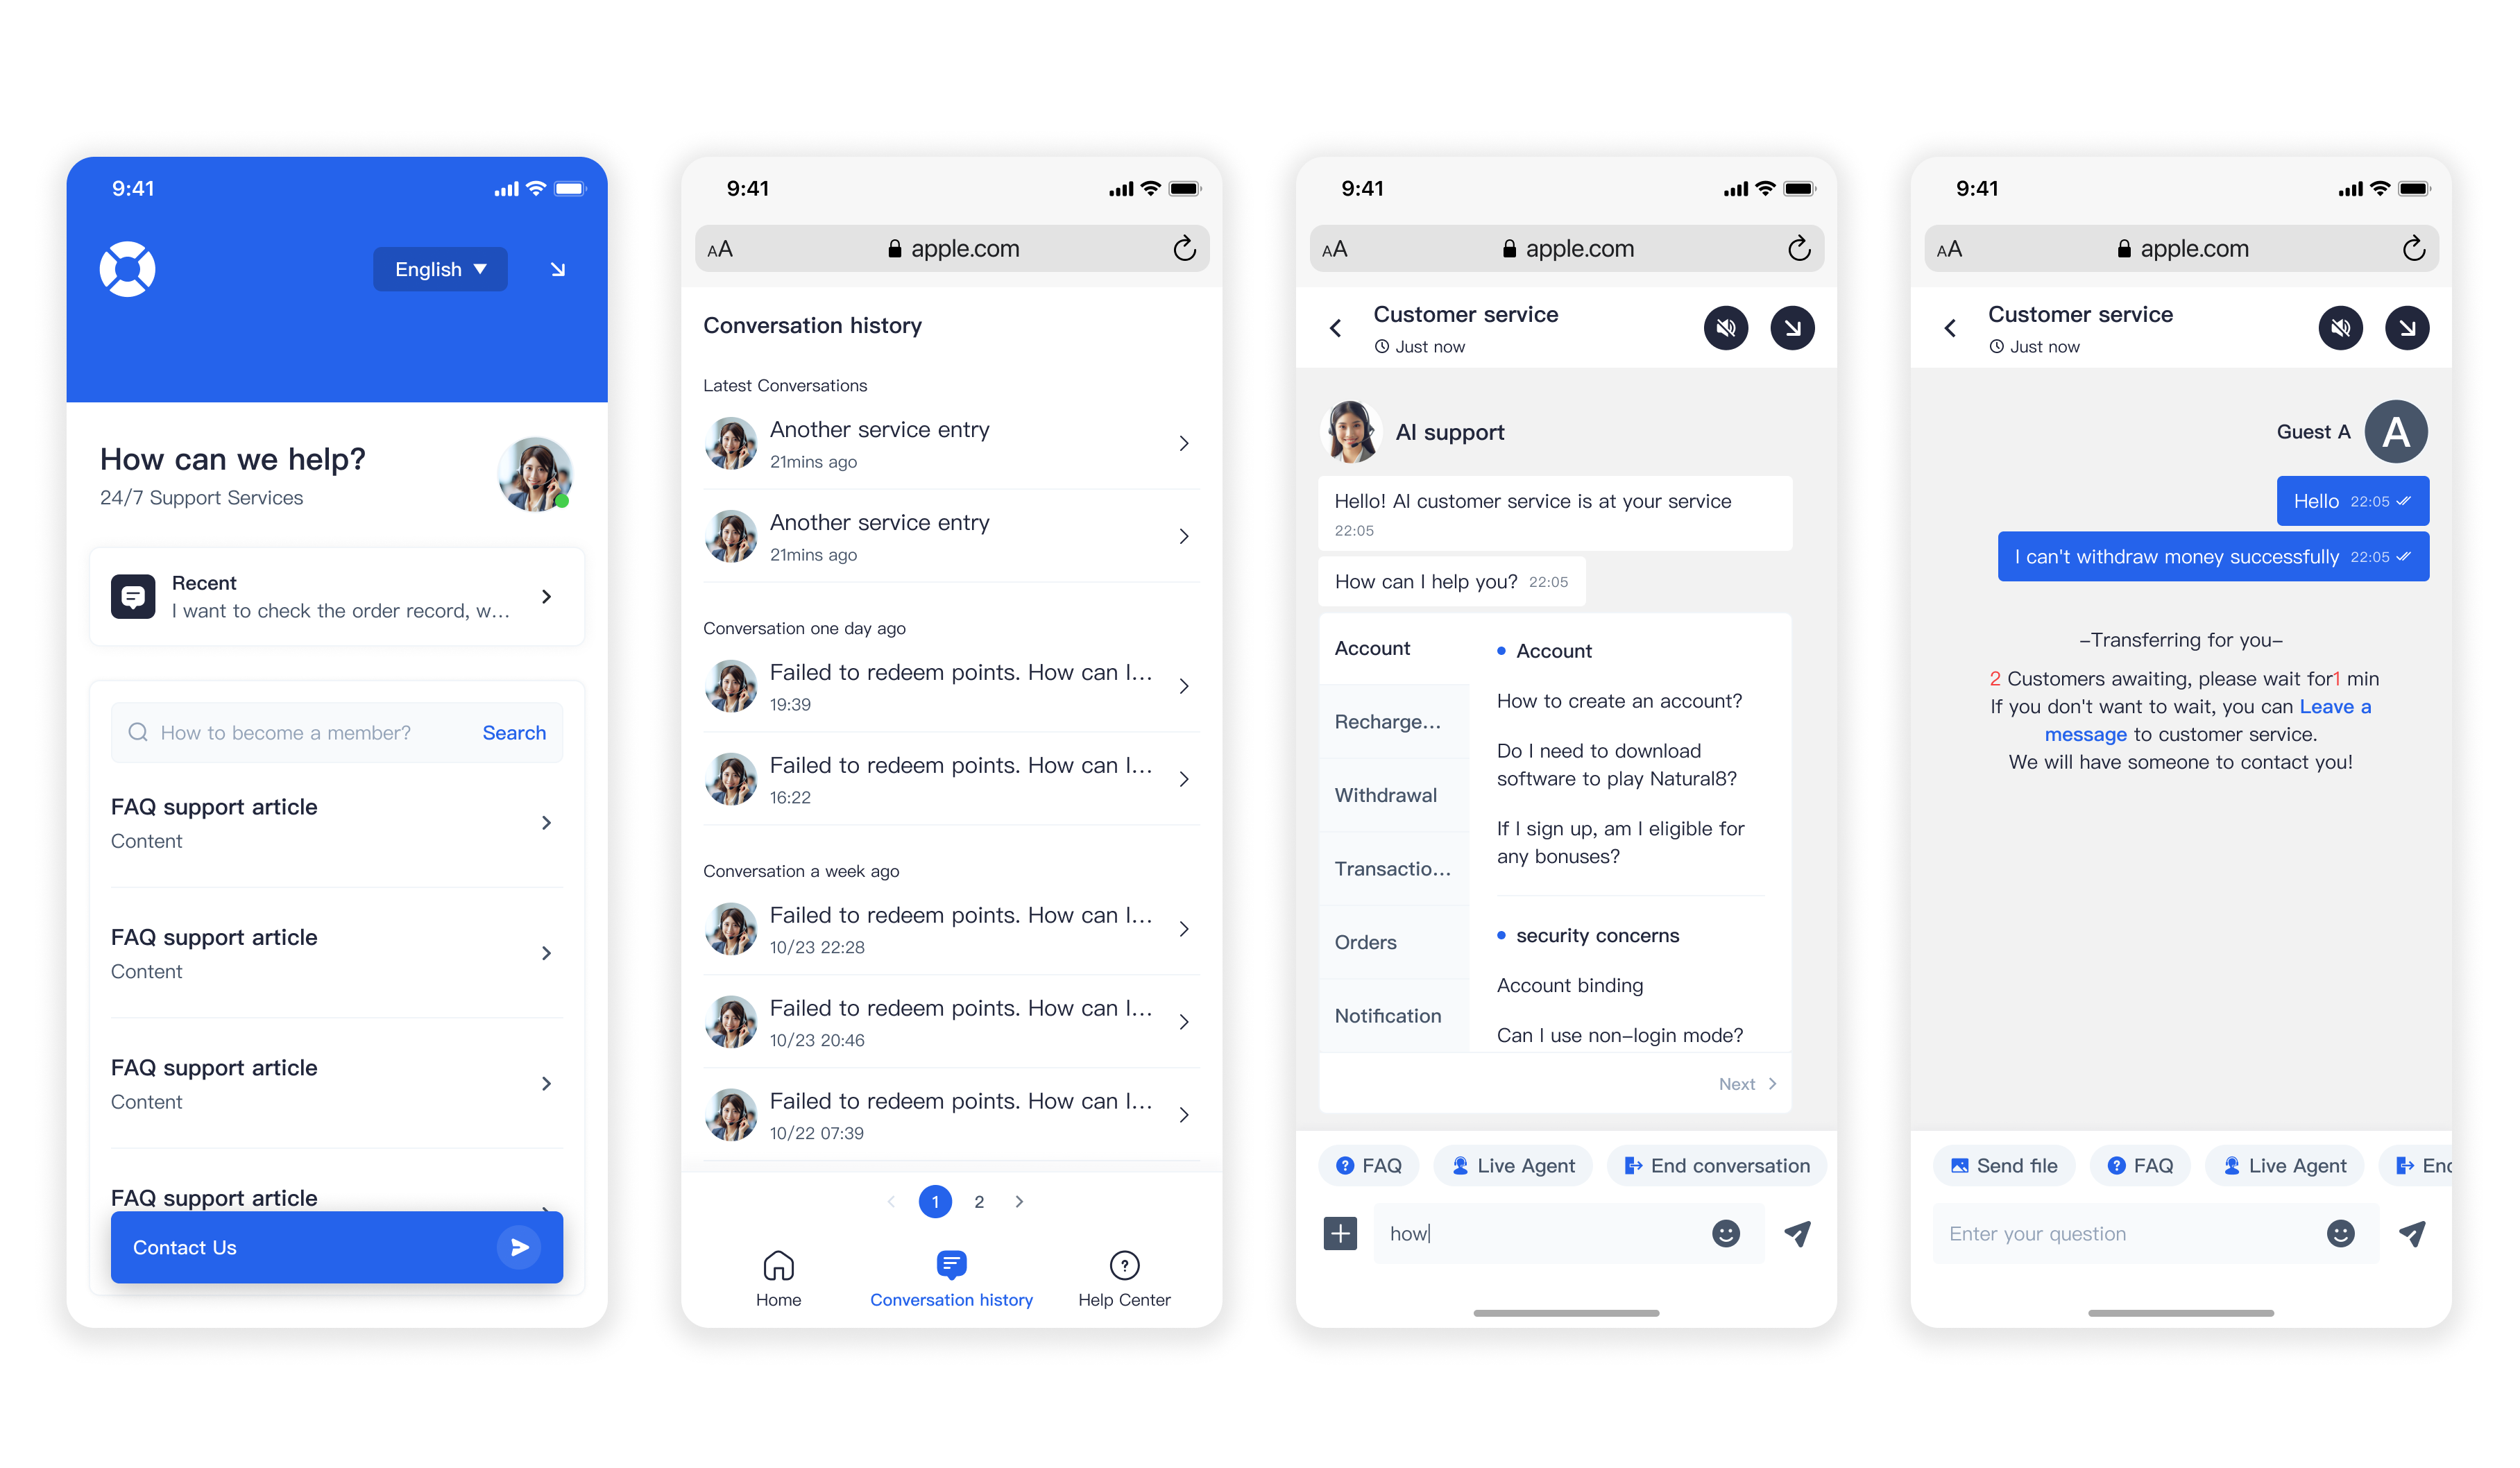 9:41
English
How can we help?
24/7 Support Services
Recent
I want to check the order record, w...
How to become a member? Search
FAQ support article
Content
FAQ support article
Content
FAQ support article
Content
FAQ support article
Contact Us
9:41
AA apple.com
Conversation history
Latest Conversations
Another service entry
21mins ago
Another service entry
21mins ago
Conversation one day ago
Failed to redeem points. How can I...
19:39
Failed to redeem points. How can I...
16:22
Conversation a week ago
Failed to redeem points. How can I...
10/23 22:28
Failed to redeem points. How can I...
10/23 20:46
Failed to redeem points. How can I...
10/22 07:39
1 2
Home Conversation history Help Center
9:41
AA apple.com
Customer service
Just now
AI support
Hello! AI customer service is at your service
22:05
How can I help you? 22:05
Account
Recharge...
Withdrawal
Transactio...
Orders
Notification
Account
How to create an account?
Do I need to download
software to play Natural8?
If I sign up, am I eligible for
any bonuses?
security concerns
Account binding
Can I use non-login mode?
Next
FAQ Live Agent End conversation
how
9:41
AA apple.com
Customer service
Just now
Guest A A
Hello 22:05
I can't withdraw money successfully 22:05
-Transferring for you-
2 Customers awaiting, please wait for1 min
If you don't want to wait, you can Leave a
message to customer service.
We will have someone to contact you!
Send file FAQ Live Agent End
Enter your question